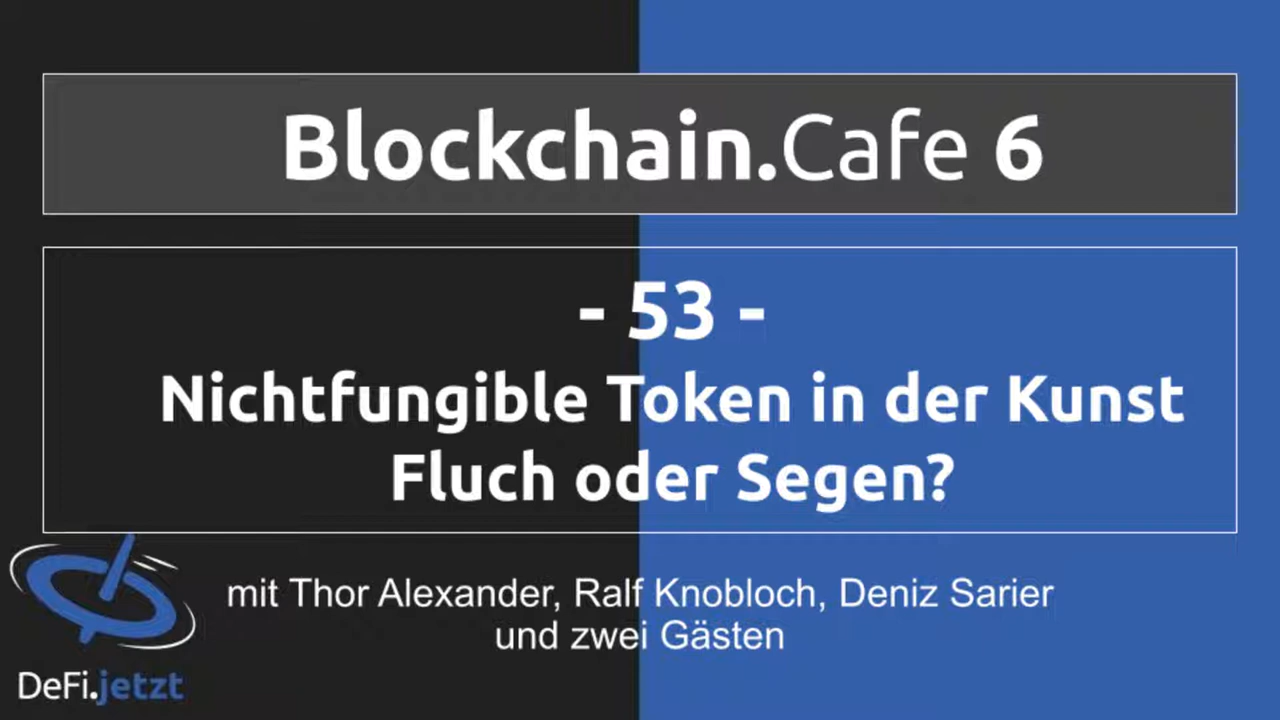 Blockchain.Cafe 6
- 53 -
Nichtfungible Token in der Kunst
Fluch oder Segen?
mit Thor Alexander, Ralf Knobloch, Deniz Sarier
und zwei Gästen
DeFi.jetzt